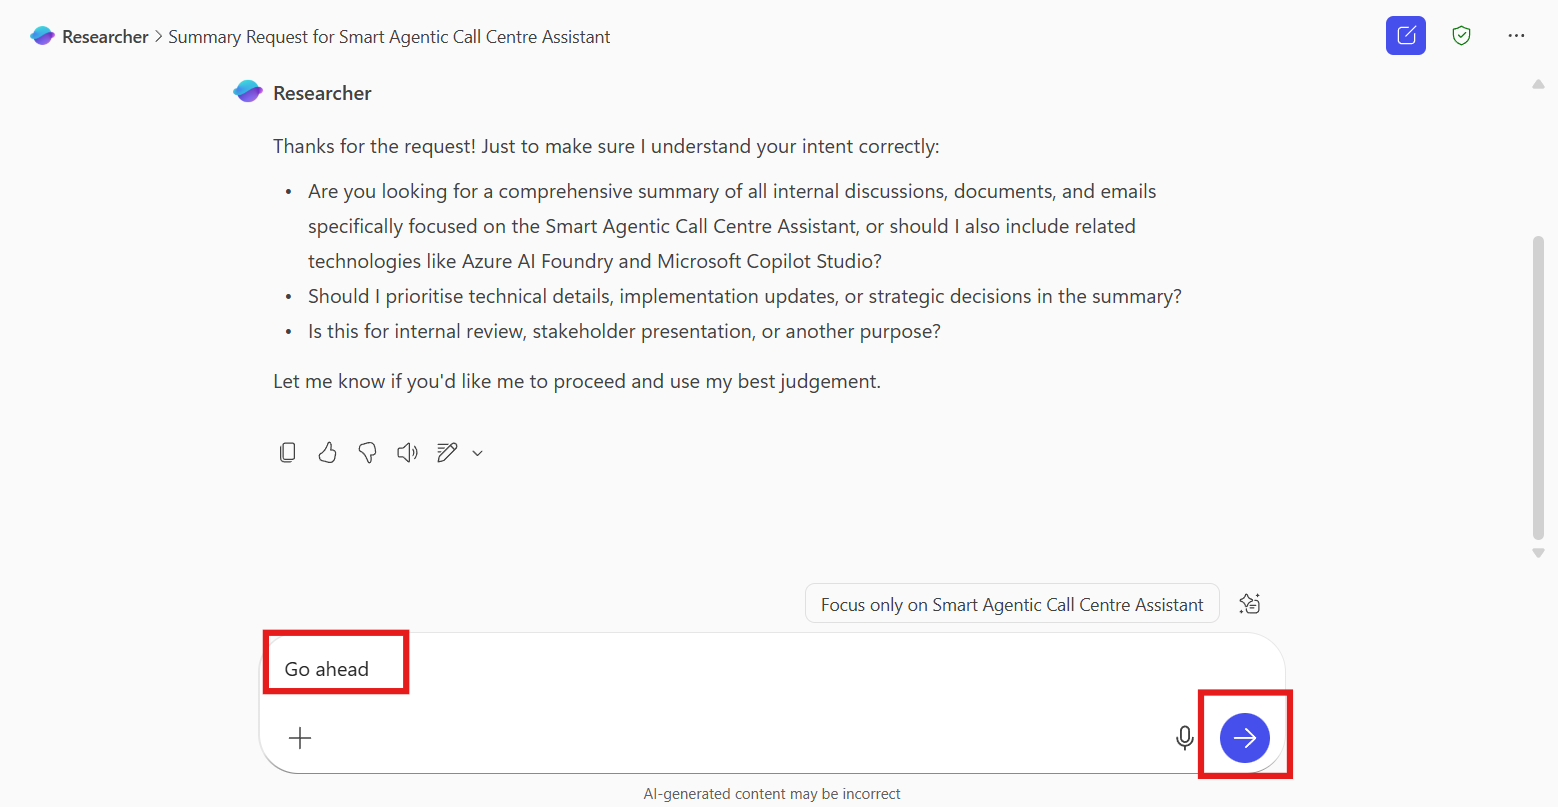 Researcher > Summary Request for Smart Agentic Call Centre Assistant
Researcher
Thanks for the request! Just to make sure I understand your intent correctly:
• Are you looking for a comprehensive summary of all internal discussions, documents, and emails
specifically focused on the Smart Agentic Call Centre Assistant, or should I also include related
technologies like Azure AI Foundry and Microsoft Copilot Studio?
• Should I prioritise technical details, implementation updates, or strategic decisions in the summary?
• Is this for internal review, stakeholder presentation, or another purpose?
Let me know if you'd like me to proceed and use my best judgement.
Focus only on Smart Agentic Call Centre Assistant
Go ahead
AI-generated content may be incorrect